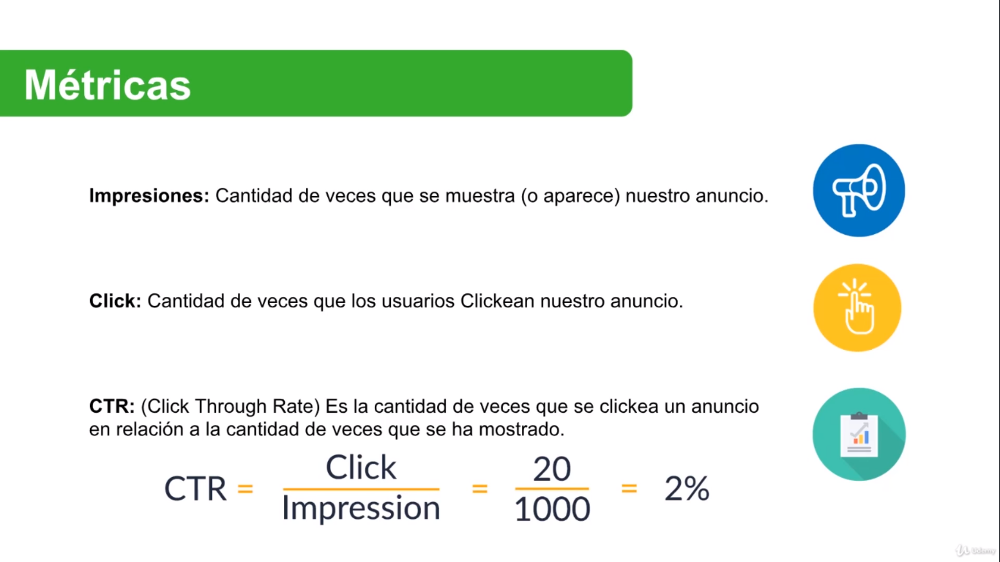 Métricas
Impresiones: Cantidad de veces que se muestra (o aparece) nuestro anuncio.
Click: Cantidad de veces que los usuarios Clickean nuestro anuncio.
CTR: (Click Through Rate) Es la cantidad de veces que se clickea un anuncio
en relación a la cantidad de veces que se ha mostrado.
CTR = Click / Impression = 20 / 1000 = 2%
Udemy